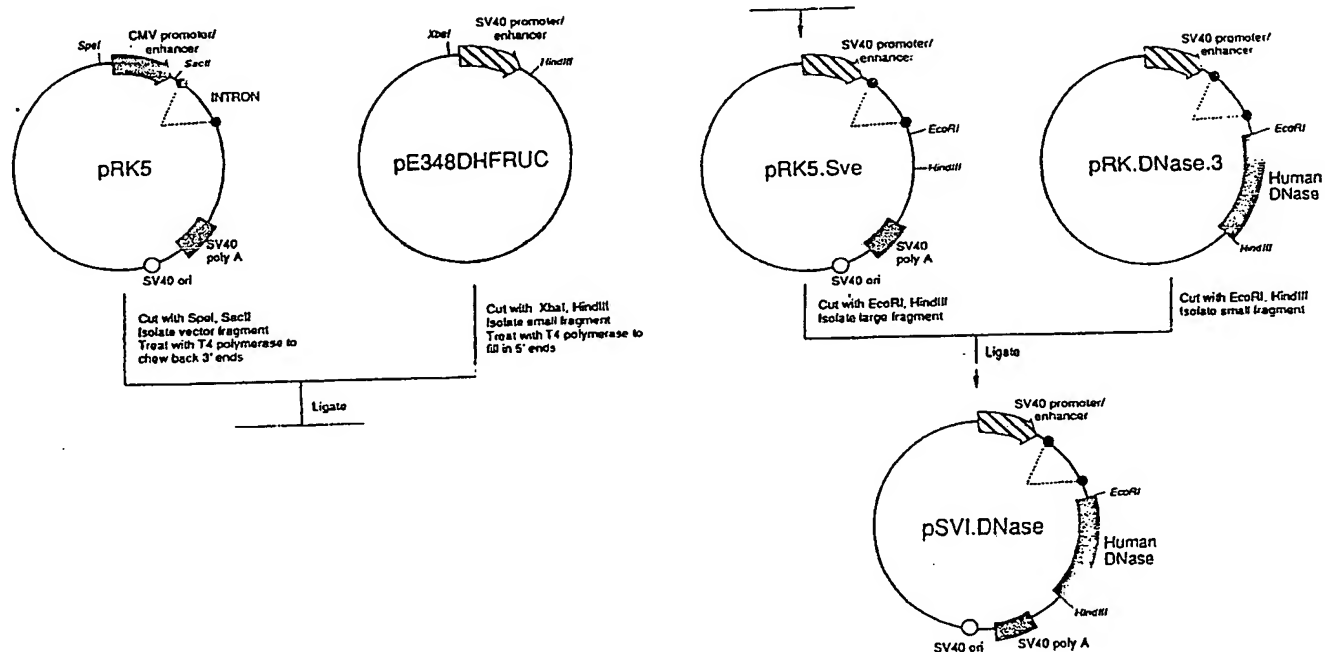 CMV promoter/
enhancer
SpeI
SacII
INTRON
pRK5
SV40
poly A
SV40 ori
Cut with SpeI, SacII
Isolate vector fragment
Treat with T4 polymerase to
chew back 3' ends
SV40 promoter/
enhancer
XbaI
HindIII
pE348DHFRUC
Cut with XbaI, HindIII
Isolate small fragment
Treat with T4 polymerase to
fill in 5' ends
Ligate
SV40 promoter/
enhancer
EcoRI
HindIII
pRK5.Sve
SV40
poly A
SV40 ori
Cut with EcoRI, HindIII
Isolate large fragment
SV40 promoter/
enhancer
EcoRI
pRK.DNase.3
Human
DNase
HindIII
Cut with EcoRI, HindIII
Isolate small fragment
Ligate
SV40 promoter/
enhancer
EcoRI
pSVI.DNase
Human
DNase
HindIII
SV40 ori
SV40 poly A